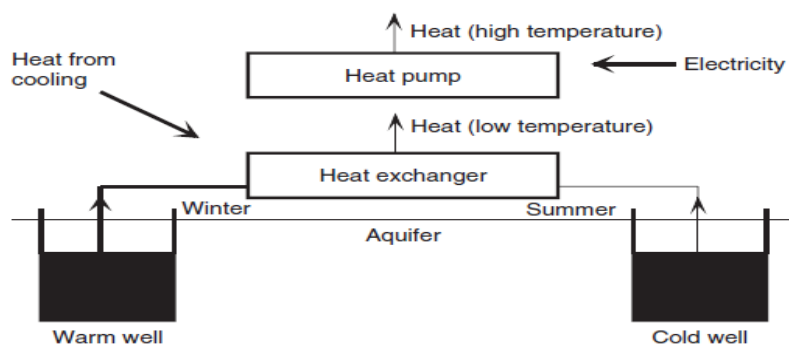 Heat (high temperature)
Heat from
cooling
Heat pump
Electricity
Heat (low temperature)
Heat exchanger
Winter
Summer
Aquifer
Warm well
Cold well